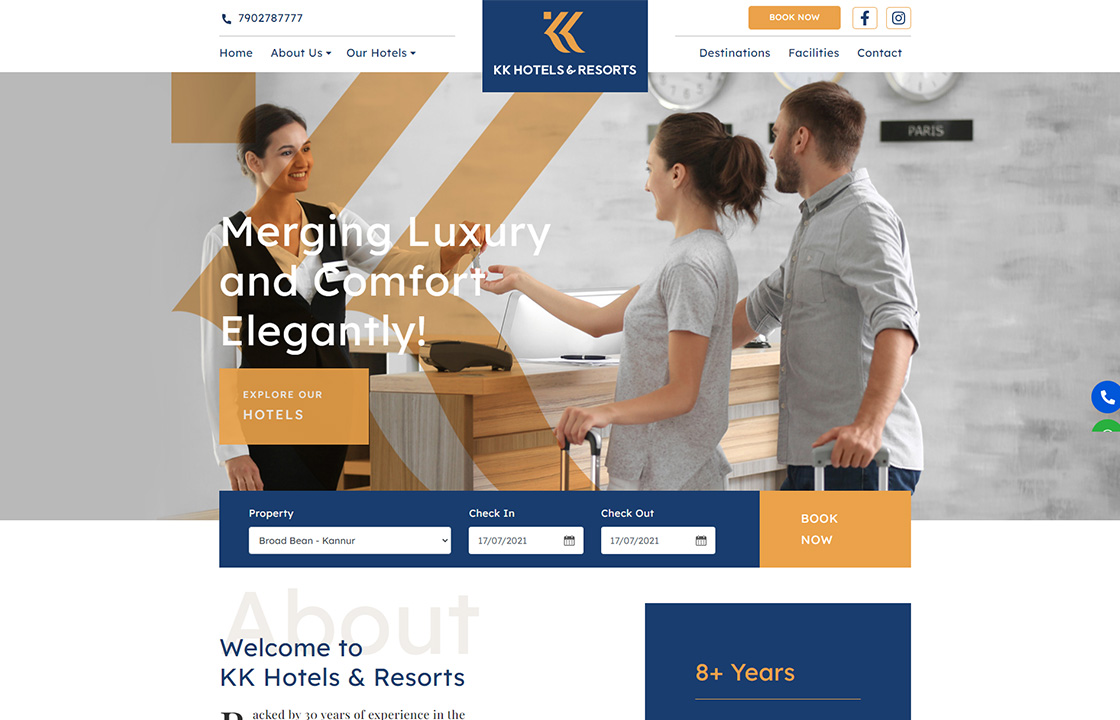 7902787777
BOOK NOW
Home About Us Our Hotels
KK HOTELS & RESORTS
Destinations Facilities Contact
PARIS
Merging Luxury
and Comfort
Elegantly!
EXPLORE OUR
HOTELS
Property Check In Check Out
Broad Bean - Kannur 17/07/2021 17/07/2021
BOOK
NOW
About
Welcome to
KK Hotels & Resorts
8+ Years
Backed by 30 years of experience in the